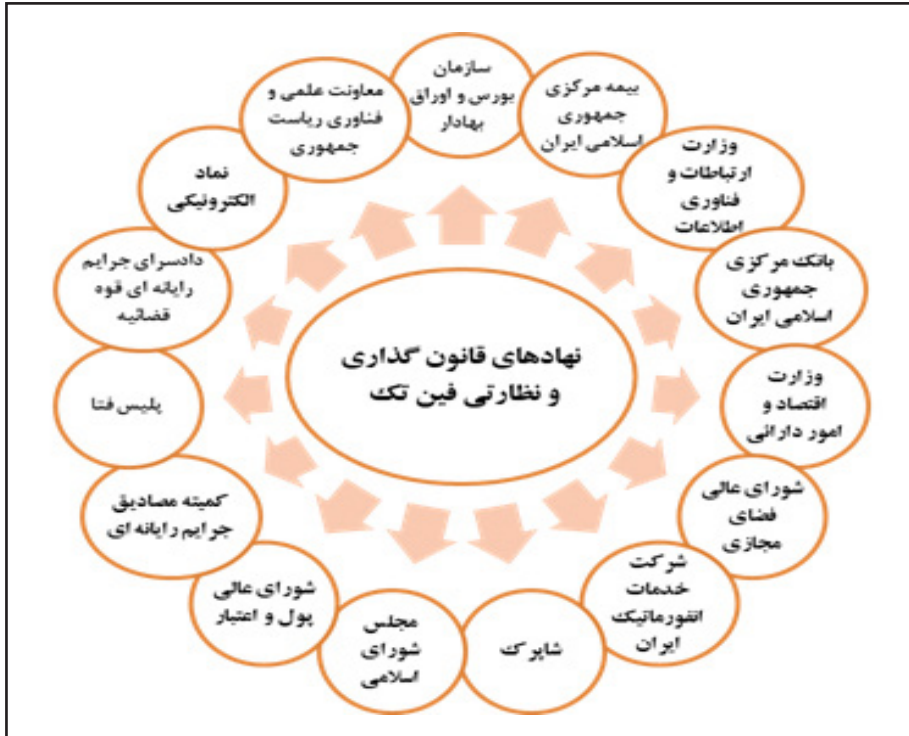 نهادهای قانون گذاری
و نظارتی فین تک
سازمان
بورس و اوراق
بهادار
بیمه مرکزی
جمهوری
اسلامی ایران
وزارت
ارتباطات و
فناوری
اطلاعات
بانک مرکزی
جمهوری
اسلامی ایران
وزارت
اقتصاد و
امور دارائی
شورای عالی
فضای
مجازی
شرکت
خدمات
انفورماتیک
ایران
شاپرک
مجلس
شورای
اسلامی
شورای عالی
پول و اعتبار
کمیته مصادیق
جرایم رایانه ای
پلیس فتا
دادسرای جرایم
رایانه ای قوه
قضائیه
نماد
الکترونیکی
معاونت علمی و
فناوری ریاست
جمهوری